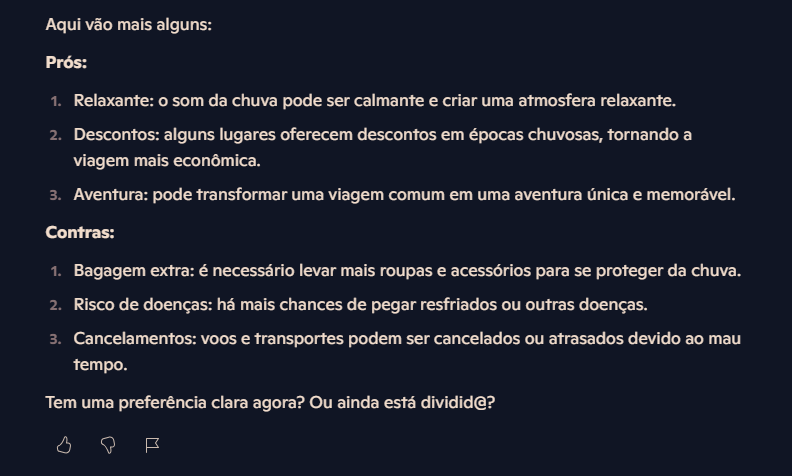 Aqui vão mais alguns:
Prós:
1. Relaxante: o som da chuva pode ser calmante e criar uma atmosfera relaxante.
2. Descontos: alguns lugares oferecem descontos em épocas chuvosas, tornando a
viagem mais econômica.
3. Aventura: pode transformar uma viagem comum em uma aventura única e memorável.
Contras:
1. Bagagem extra: é necessário levar mais roupas e acessórios para se proteger da chuva.
2. Risco de doenças: há mais chances de pegar resfriados ou outras doenças.
3. Cancelamentos: voos e transportes podem ser cancelados ou atrasados devido ao mau
tempo.
Tem uma preferência clara agora? Ou ainda está dividid@?